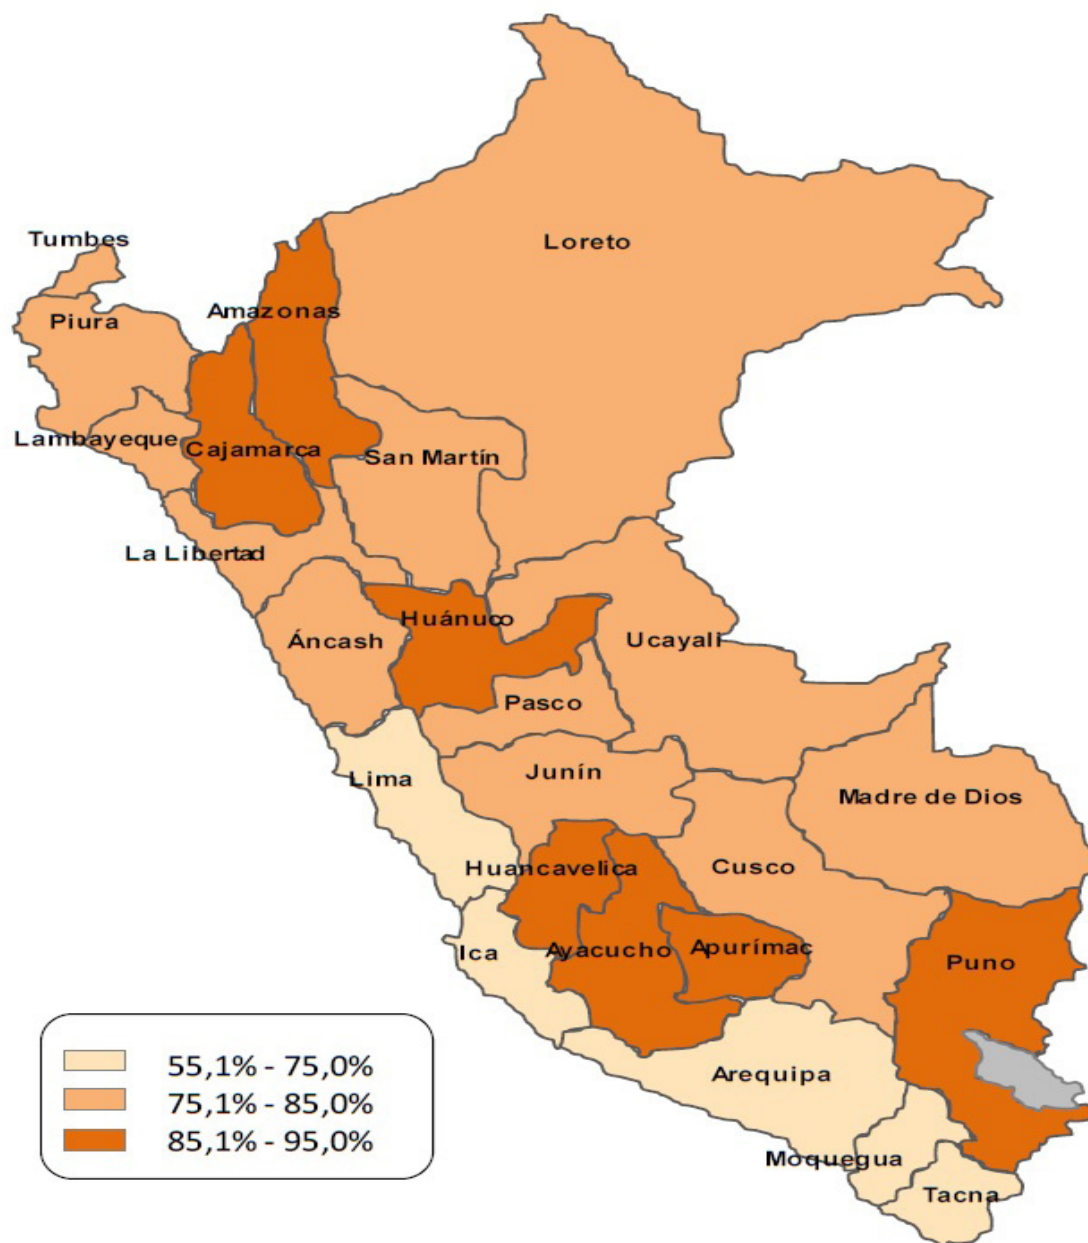 Tumbes
Loreto
Amazonas
Piura
Lambayeque
Cajamarca
San Martín
La Libertad
Huánuco
Áncash
Ucayali
Pasco
Lima
Junín
Madre de Dios
Huancavelica
Cusco
Ica
Ayacucho
Apurímac
Puno
Arequipa
Moquegua
Tacna
55,1% - 75,0%
75,1% - 85,0%
85,1% - 95,0%